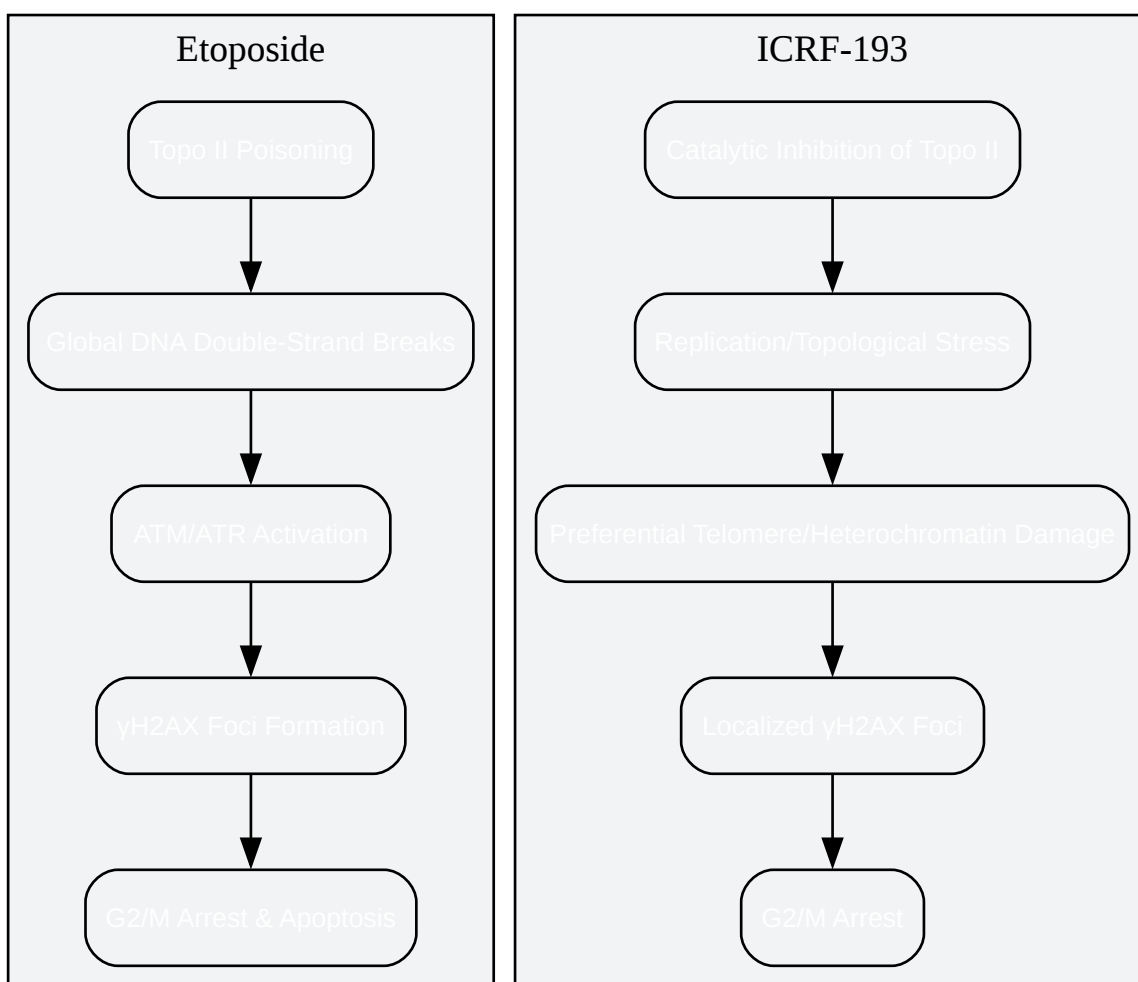 Etoposide
Topo II Poisoning
Global DNA Double-Strand Breaks
ATM/ATR Activation
γH2AX Foci Formation
G2/M Arrest & Apoptosis
ICRF-193
Catalytic Inhibition of Topo II
Replication/Topological Stress
Preferential Telomere/Heterochromatin Damage
Localized γH2AX Foci
G2/M Arrest